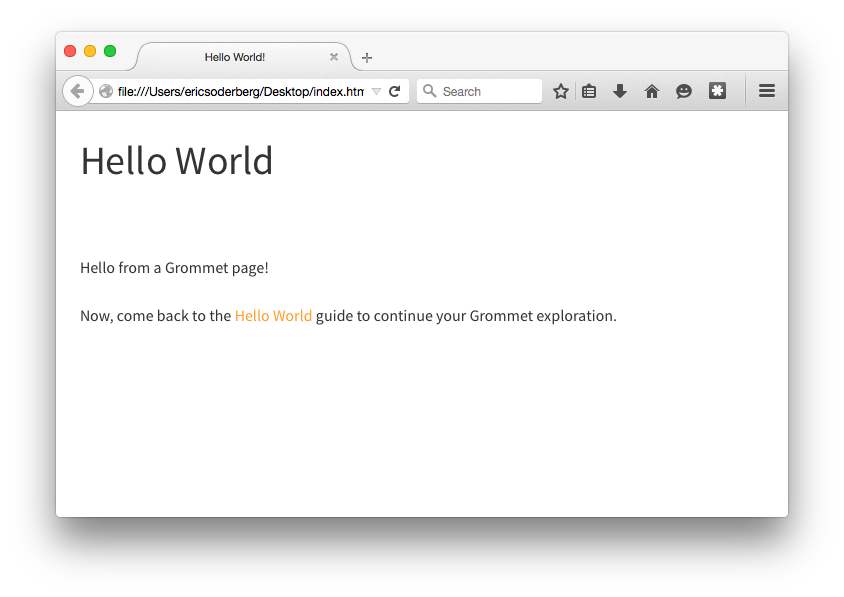 Hello World!
file:///Users/ericsoderberg/Desktop/index.htm
Search
Hello World
Hello from a Grommet page!
Now, come back to the Hello World guide to continue your Grommet exploration.